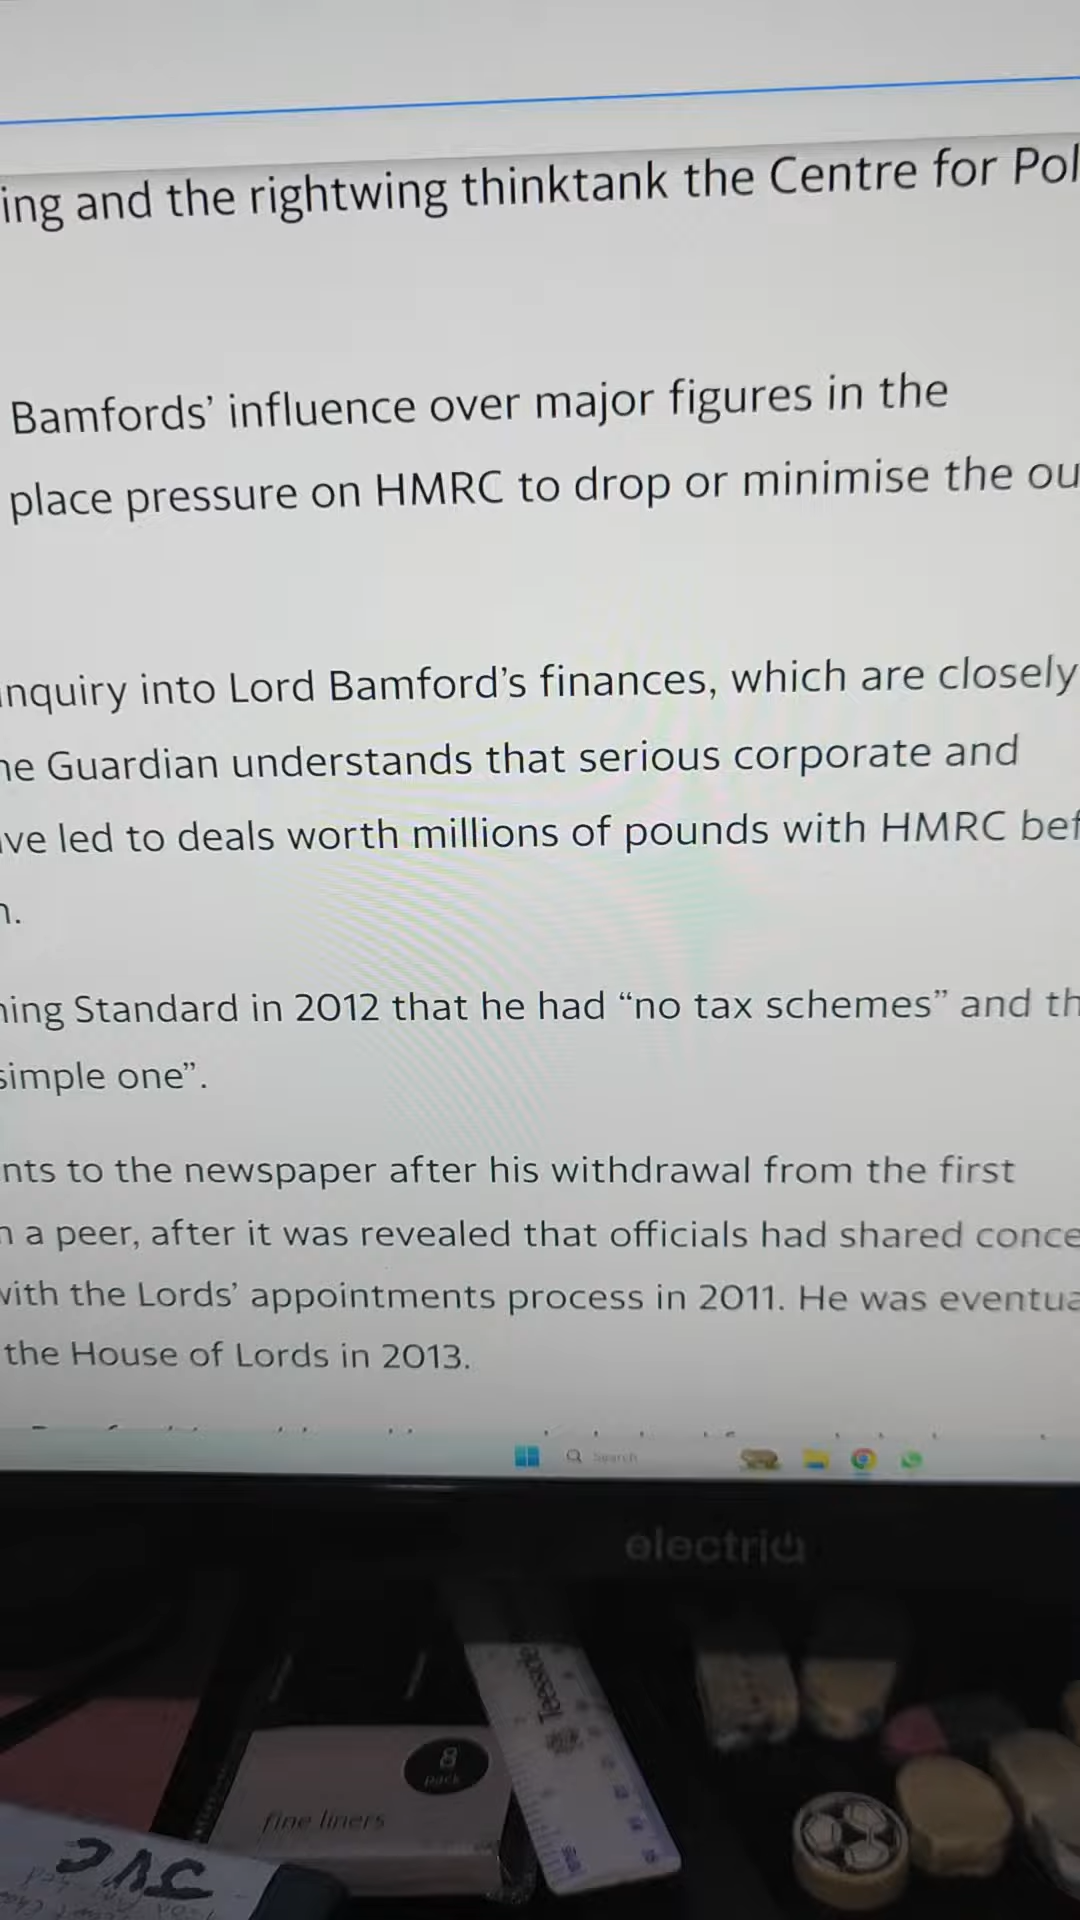 ing and the rightwing thinktank the Centre for Pol
Bamfords’ influence over major figures in the
place pressure on HMRC to drop or minimise the ou
nquiry into Lord Bamford’s finances, which are closely
he Guardian understands that serious corporate and
ve led to deals worth millions of pounds with HMRC bef
n.
ning Standard in 2012 that he had “no tax schemes” and th
simple one”.
nts to the newspaper after his withdrawal from the first
n a peer, after it was revealed that officials had shared conce
with the Lords’ appointments process in 2011. He was eventua
the House of Lords in 2013.
Search
electriq
Teesside
8
pack
fine liners